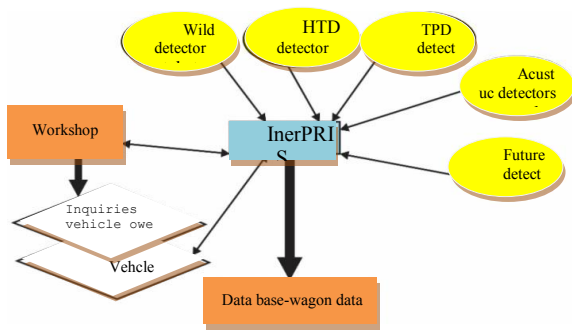 Wild
detector
HTD
detector
TPD
detect
Acust
uc detectors
Workshop
InerPRI
S
Future
detect
Inquiries
vehicle owe
Vehcle
Data base-wagon data